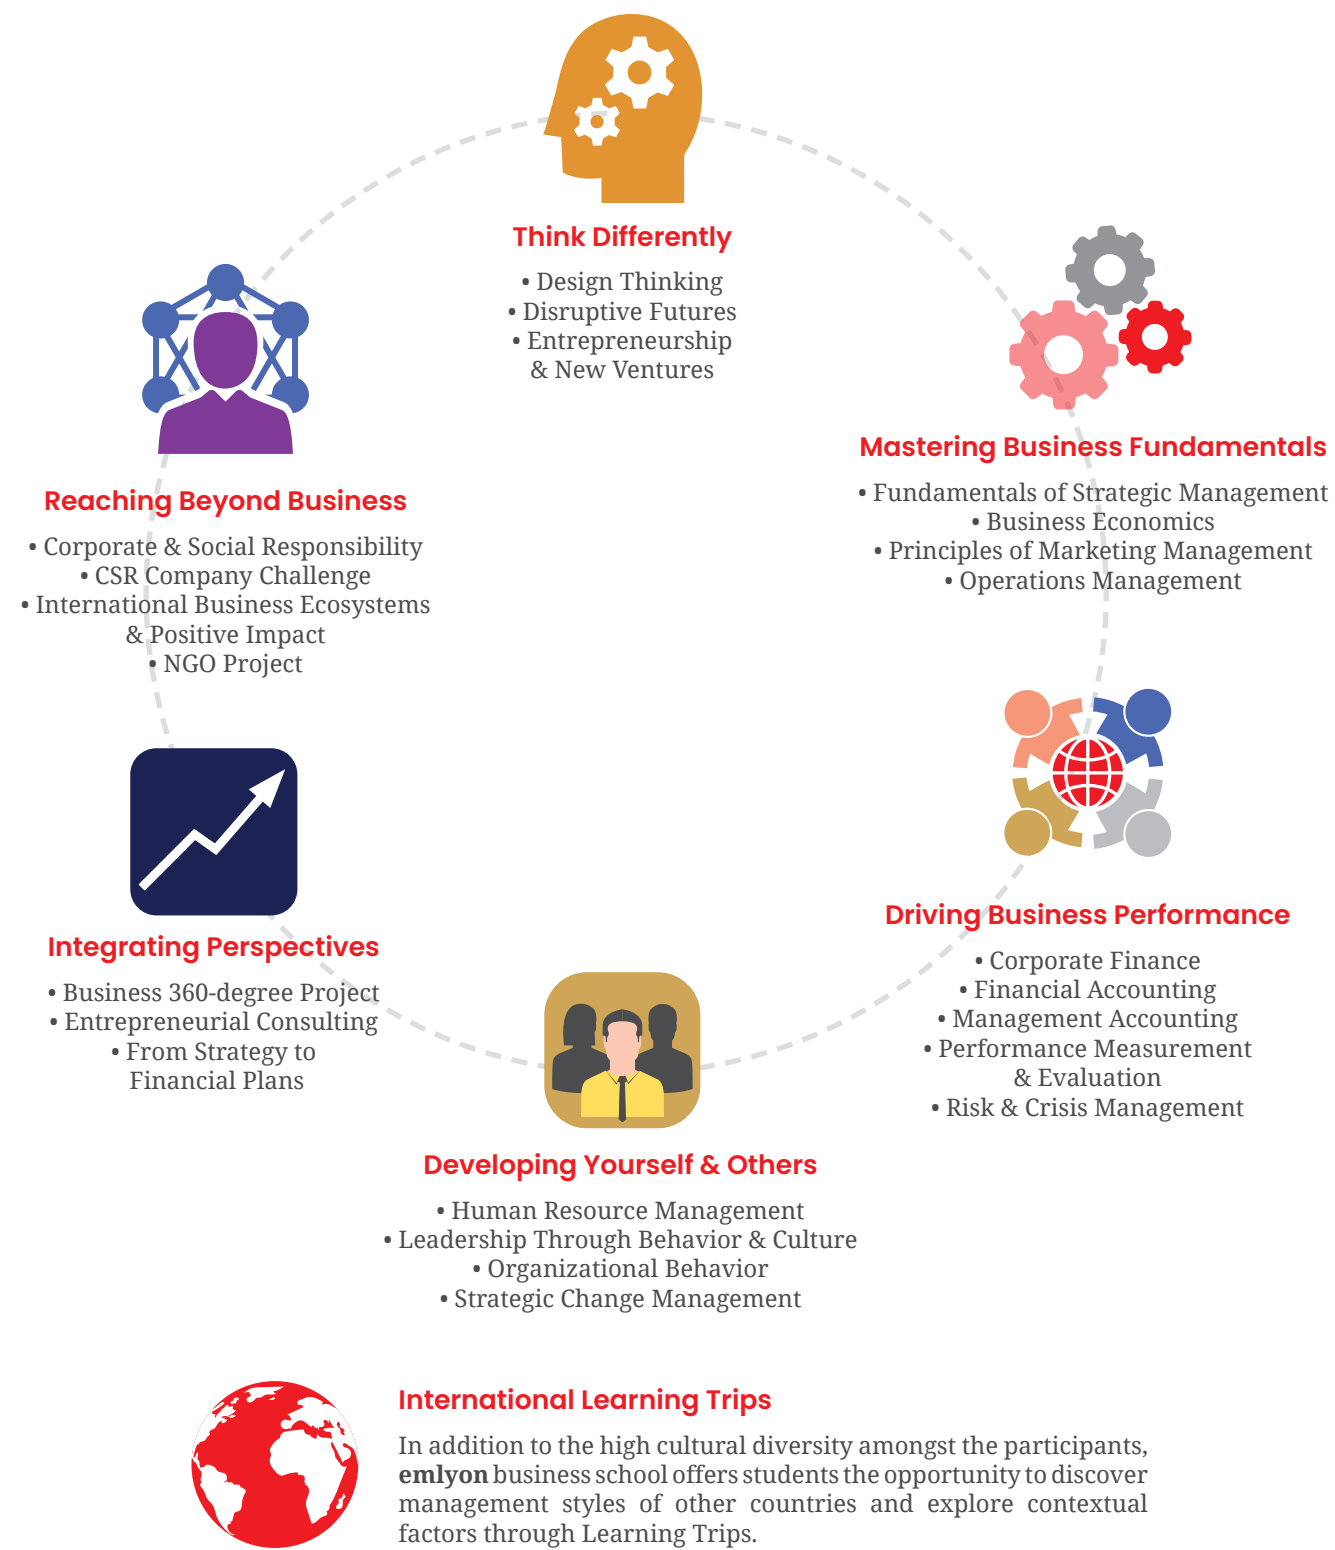 Think Differently
• Design Thinking
• Disruptive Futures
• Entrepreneurship
& New Ventures
Mastering Business Fundamentals
• Fundamentals of Strategic Management
• Business Economics
• Principles of Marketing Management
• Operations Management
Reaching Beyond Business
• Corporate & Social Responsibility
• CSR Company Challenge
• International Business Ecosystems
& Positive Impact
• NGO Project
Driving Business Performance
• Corporate Finance
• Financial Accounting
• Management Accounting
• Performance Measurement
& Evaluation
• Risk & Crisis Management
Integrating Perspectives
• Business 360-degree Project
• Entrepreneurial Consulting
• From Strategy to
Financial Plans
Developing Yourself & Others
• Human Resource Management
• Leadership Through Behavior & Culture
• Organizational Behavior
• Strategic Change Management
International Learning Trips
In addition to the high cultural diversity amongst the participants,
emlyon business school offers students the opportunity to discover
management styles of other countries and explore contextual
factors through Learning Trips.